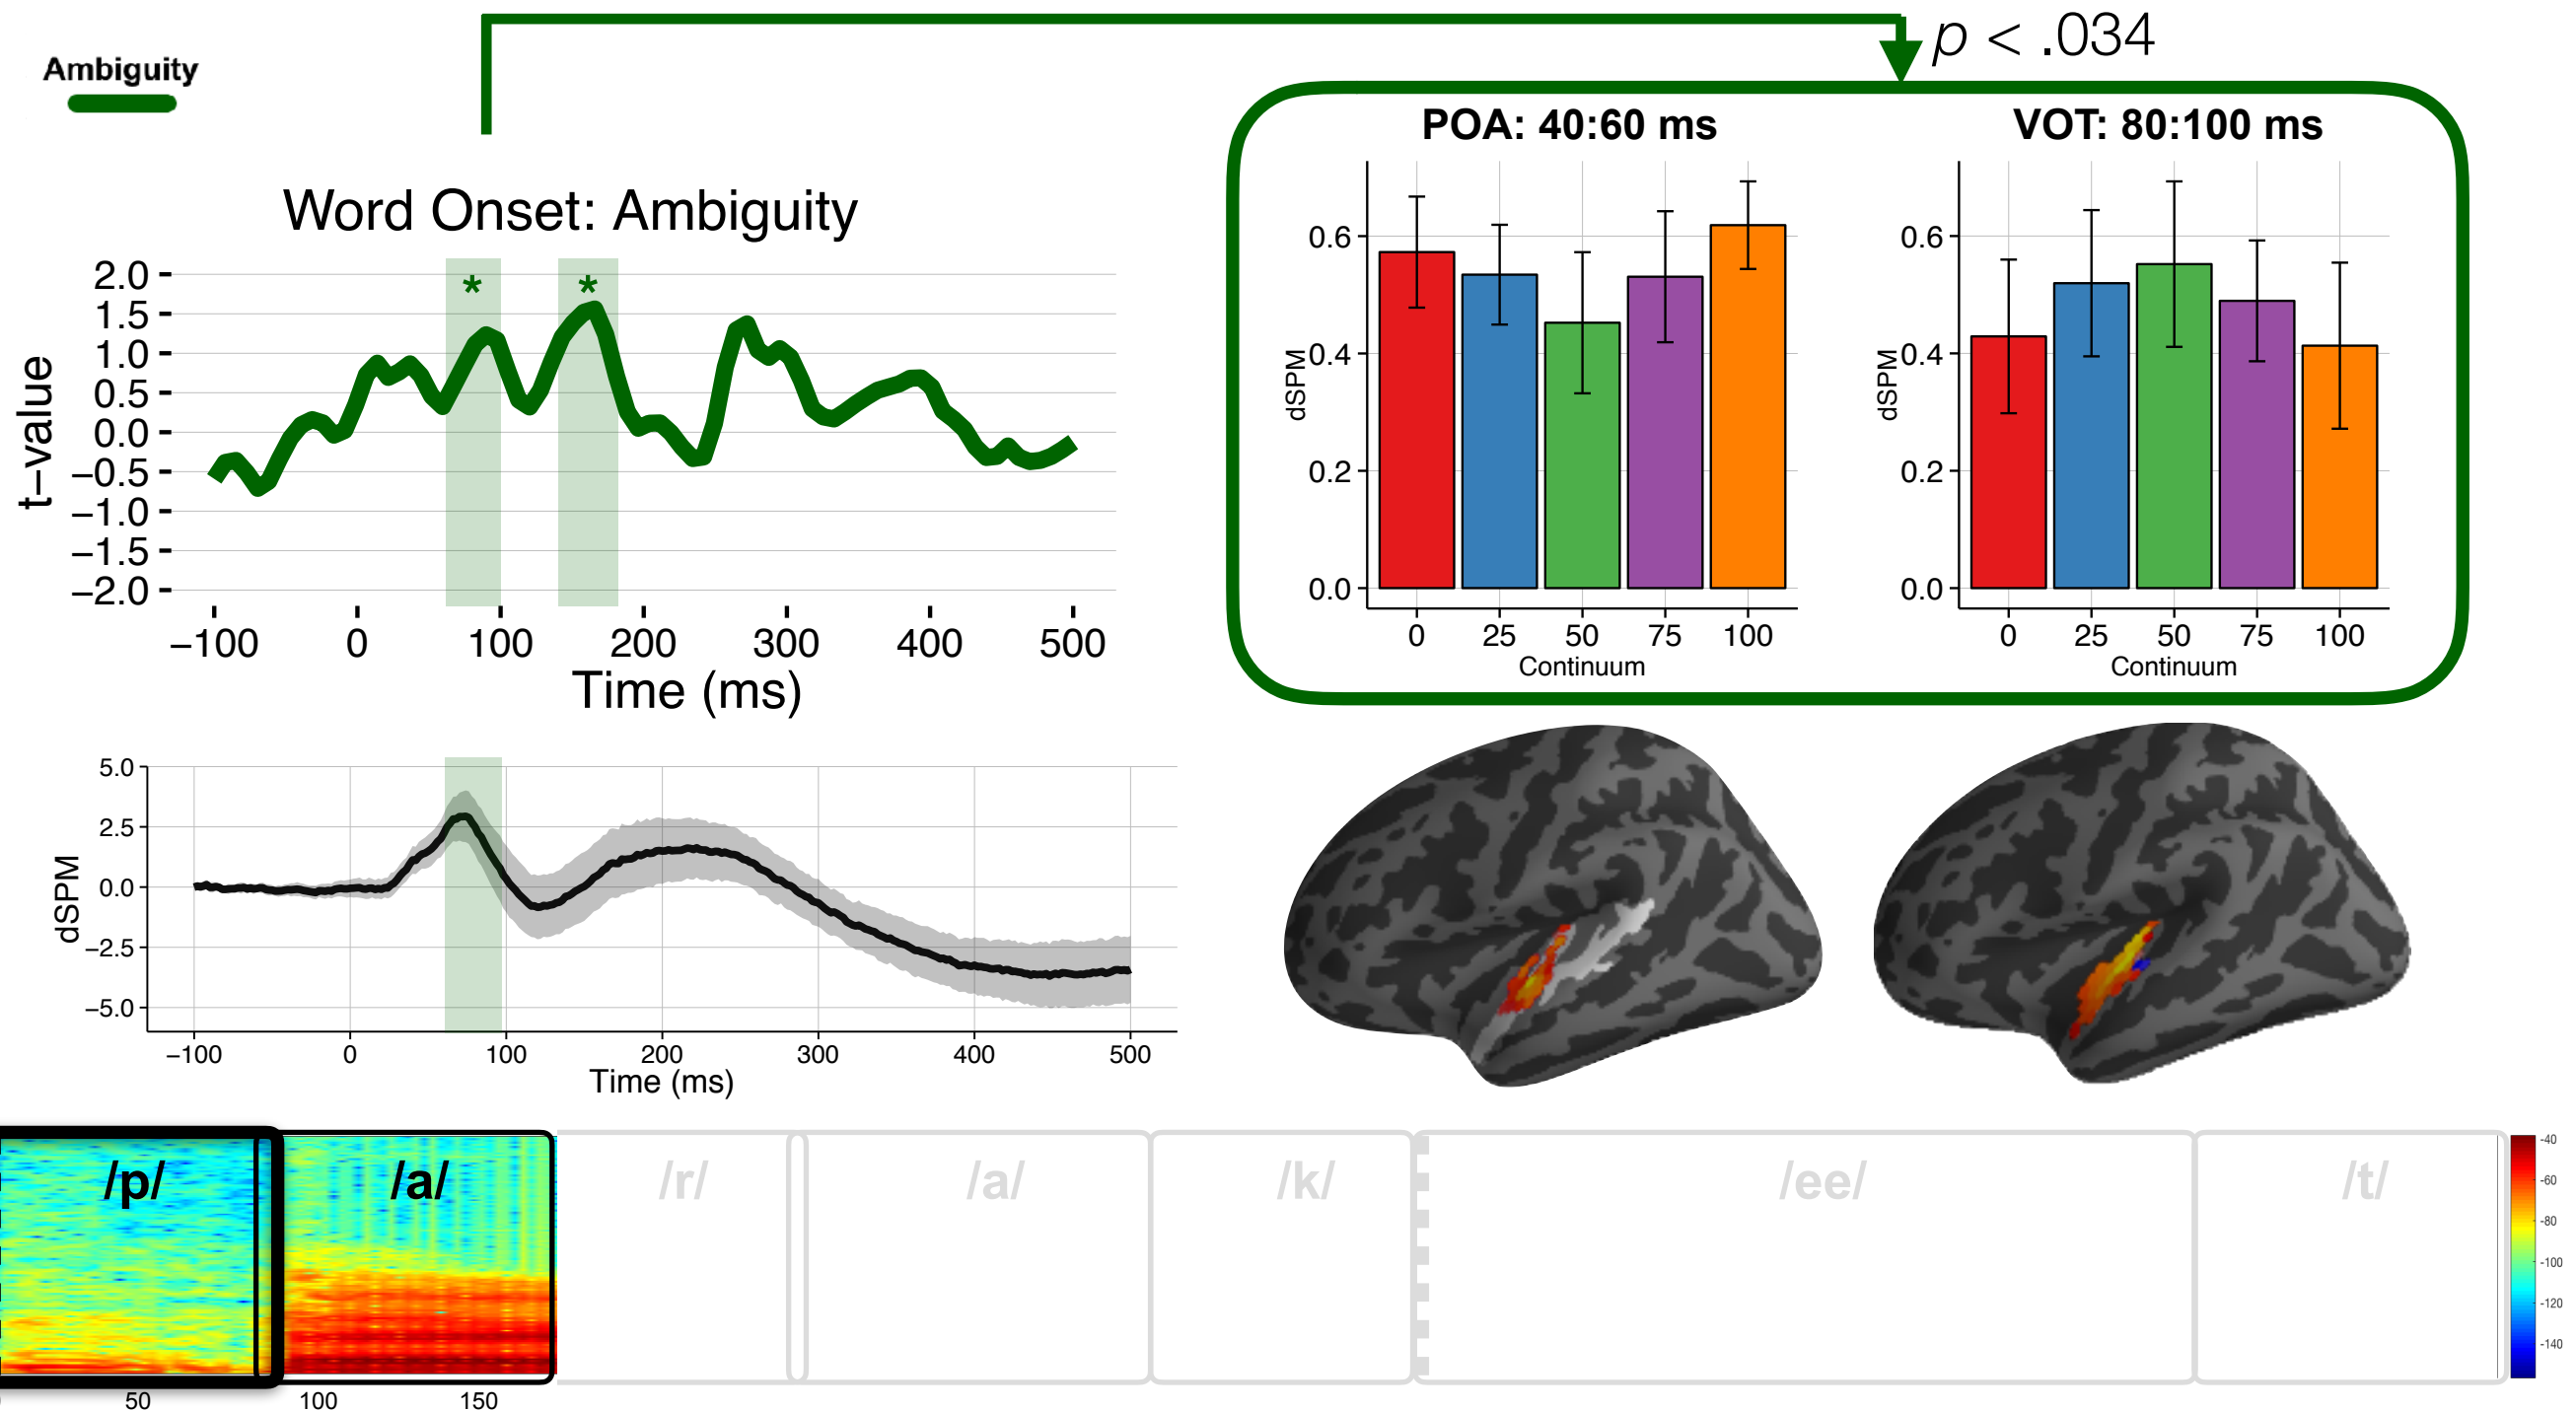 p < .034
Ambiguity
POA: 40:60 ms
VOT: 80:100 ms
Word Onset: Ambiguity
* *
t-value
2.0
1.5
1.0
0.5
0.0
−0.5
−1.0
−1.5
−2.0
−100 0 100 200 300 400 500
Time (ms)
dSPM
0.6
0.4
0.2
0.0
0 25 50 75 100
Continuum
dSPM
0.6
0.4
0.2
0.0
0 25 50 75 100
Continuum
dSPM
5.0
2.5
0.0
−2.5
−5.0
−100 0 100 200 300 400 500
Time (ms)
/p/ /a/ /r/ /a/ /k/ /ee/ /t/
50 100 150
-40
-60
-80
-100
-120
-140